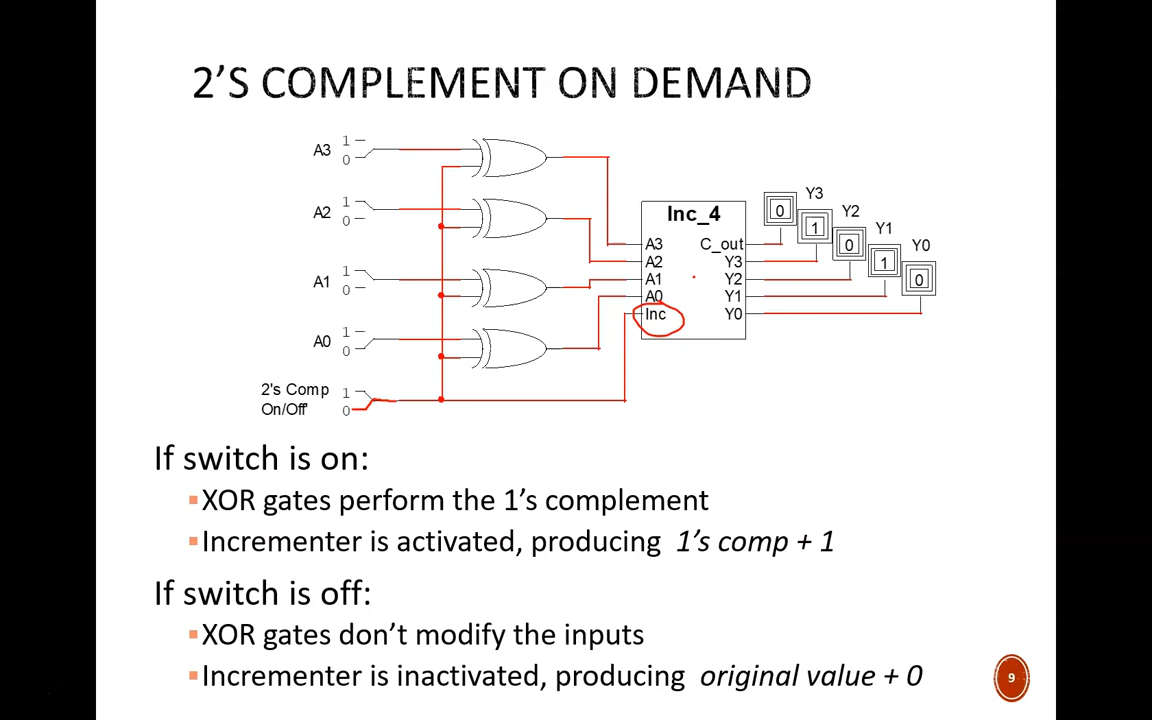 2'S COMPLEMENT ON DEMAND
A3 1
0
A2 1
0
A1 1
0
A0 1
0
2's Comp 1
On/Off 0
Inc_4
A3 C_out
A2 Y3
A1 Y2
A0 Y1
Inc Y0
Y3
Y2
Y1
Y0
0
1
0
1
0
If switch is on:
▪XOR gates perform the 1's complement
▪Incrementer is activated, producing 1's comp + 1
If switch is off:
▪XOR gates don't modify the inputs
▪Incrementer is inactivated, producing original value + 0
9